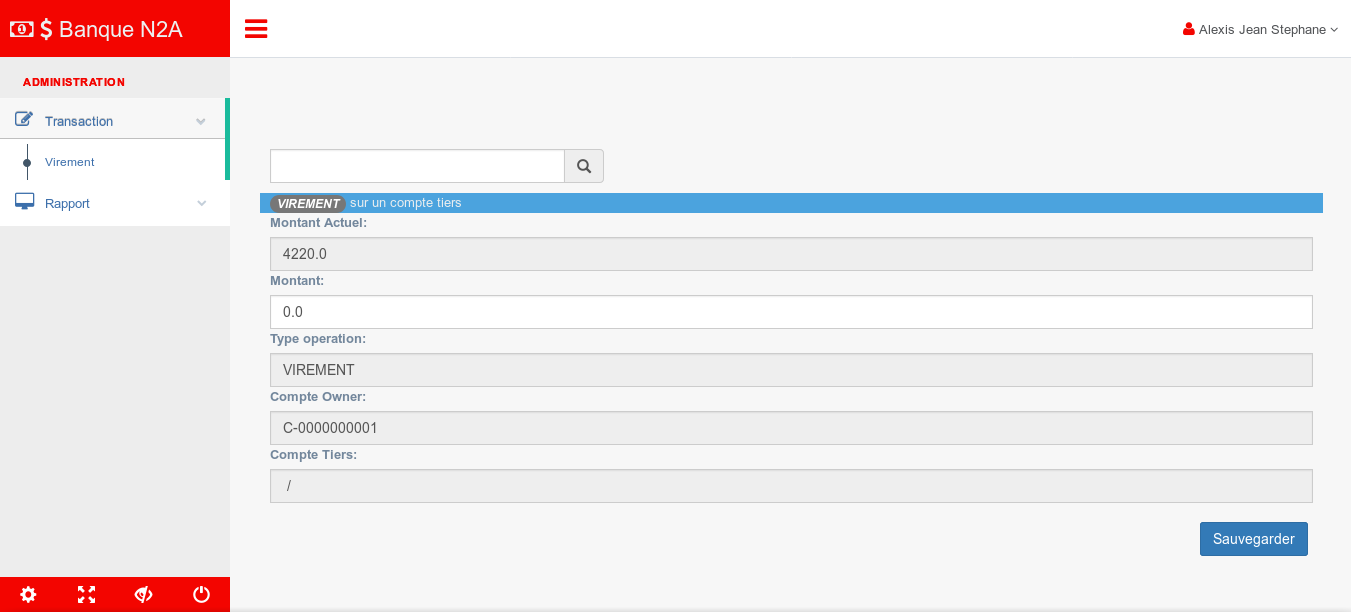 $ Banque N2A
Alexis Jean Stephane
ADMINISTRATION
Transaction
Virement
Rapport
VIREMENT sur un compte tiers
Montant Actuel:
4220.0
Montant:
0.0
Type operation:
VIREMENT
Compte Owner:
C-0000000001
Compte Tiers:
/
Sauvegarder